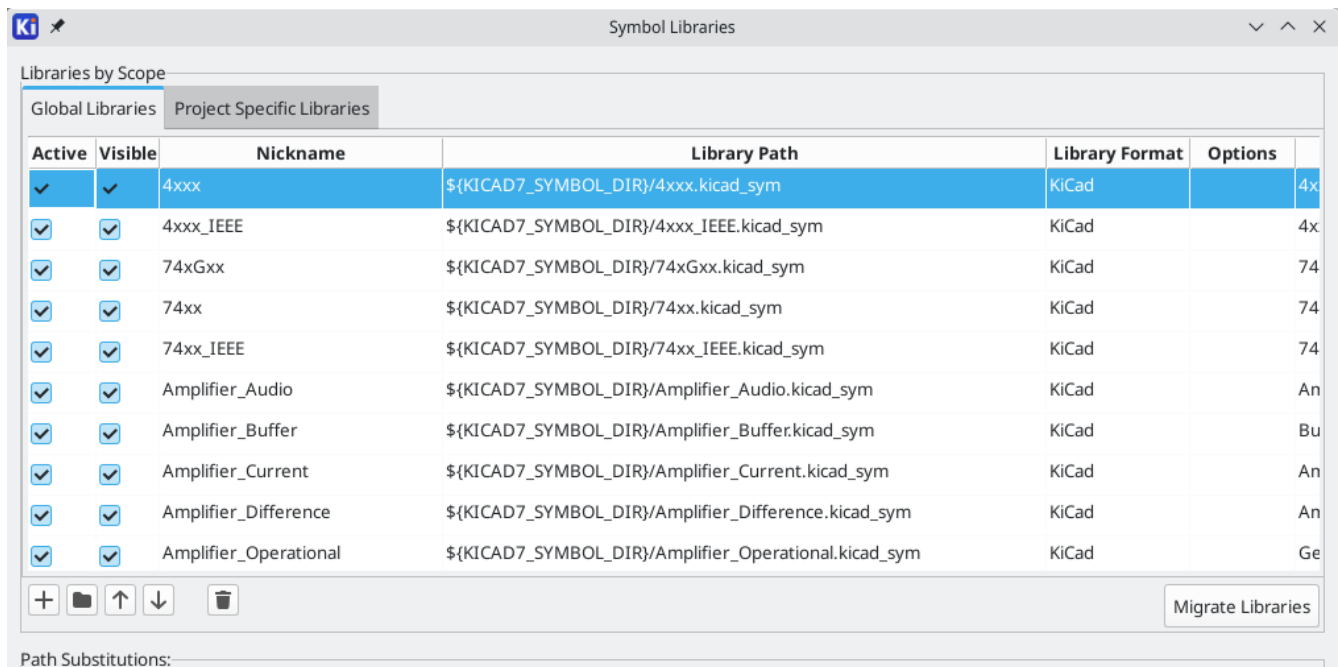 Ki Symbol Libraries
Libraries by Scope
Global Libraries Project Specific Libraries
Active Visible Nickname Library Path Library Format Options
4xxx ${KICAD7_SYMBOL_DIR}/4xxx.kicad_sym KiCad 4x
4xxx_IEEE ${KICAD7_SYMBOL_DIR}/4xxx_IEEE.kicad_sym KiCad 4x
74xGxx ${KICAD7_SYMBOL_DIR}/74xGxx.kicad_sym KiCad 74
74xx ${KICAD7_SYMBOL_DIR}/74xx.kicad_sym KiCad 74
74xx_IEEE ${KICAD7_SYMBOL_DIR}/74xx_IEEE.kicad_sym KiCad 74
Amplifier_Audio ${KICAD7_SYMBOL_DIR}/Amplifier_Audio.kicad_sym KiCad
Amplifier_Buffer ${KICAD7_SYMBOL_DIR}/Amplifier_Buffer.kicad_sym KiCad Bu
Amplifier_Current ${KICAD7_SYMBOL_DIR}/Amplifier_Current.kicad_sym KiCad
Amplifier_Difference ${KICAD7_SYMBOL_DIR}/Amplifier_Difference.kicad_sym KiCad
Amplifier_Operational ${KICAD7_SYMBOL_DIR}/Amplifier_Operational.kicad_sym KiCad Ge
Migrate Libraries
Path Substitutions: